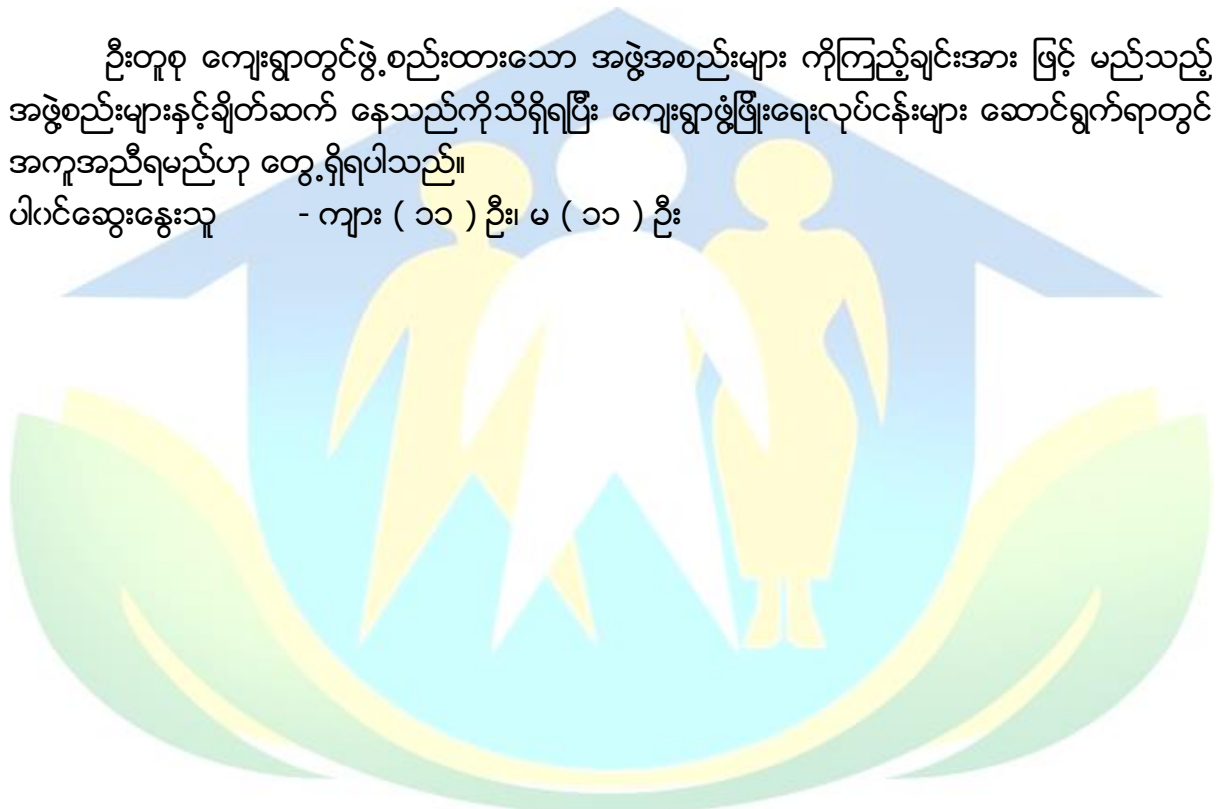 ဦးတူစု ကျေးရွာတွင်ဖွဲ့စည်းထားသော အဖွဲ့အစည်းများ ကိုကြည့်ချင်းအား ဖြင့် မည်သည့်
အဖွဲ့စည်းများနှင့်ချိတ်ဆက် နေသည်ကိုသိရှိရပြီး ကျေးရွာဖွံ့ဖြိုးရေးလုပ်ငန်းများ ဆောင်ရွက်ရာတွင်
အကူအညီရမည်ဟု တွေ့ရှိရပါသည်။
ပါဝင်ဆွေးနွေးသူ - ကျား ( ၁၁ ) ဦး၊ မ ( ၁၁ ) ဦး